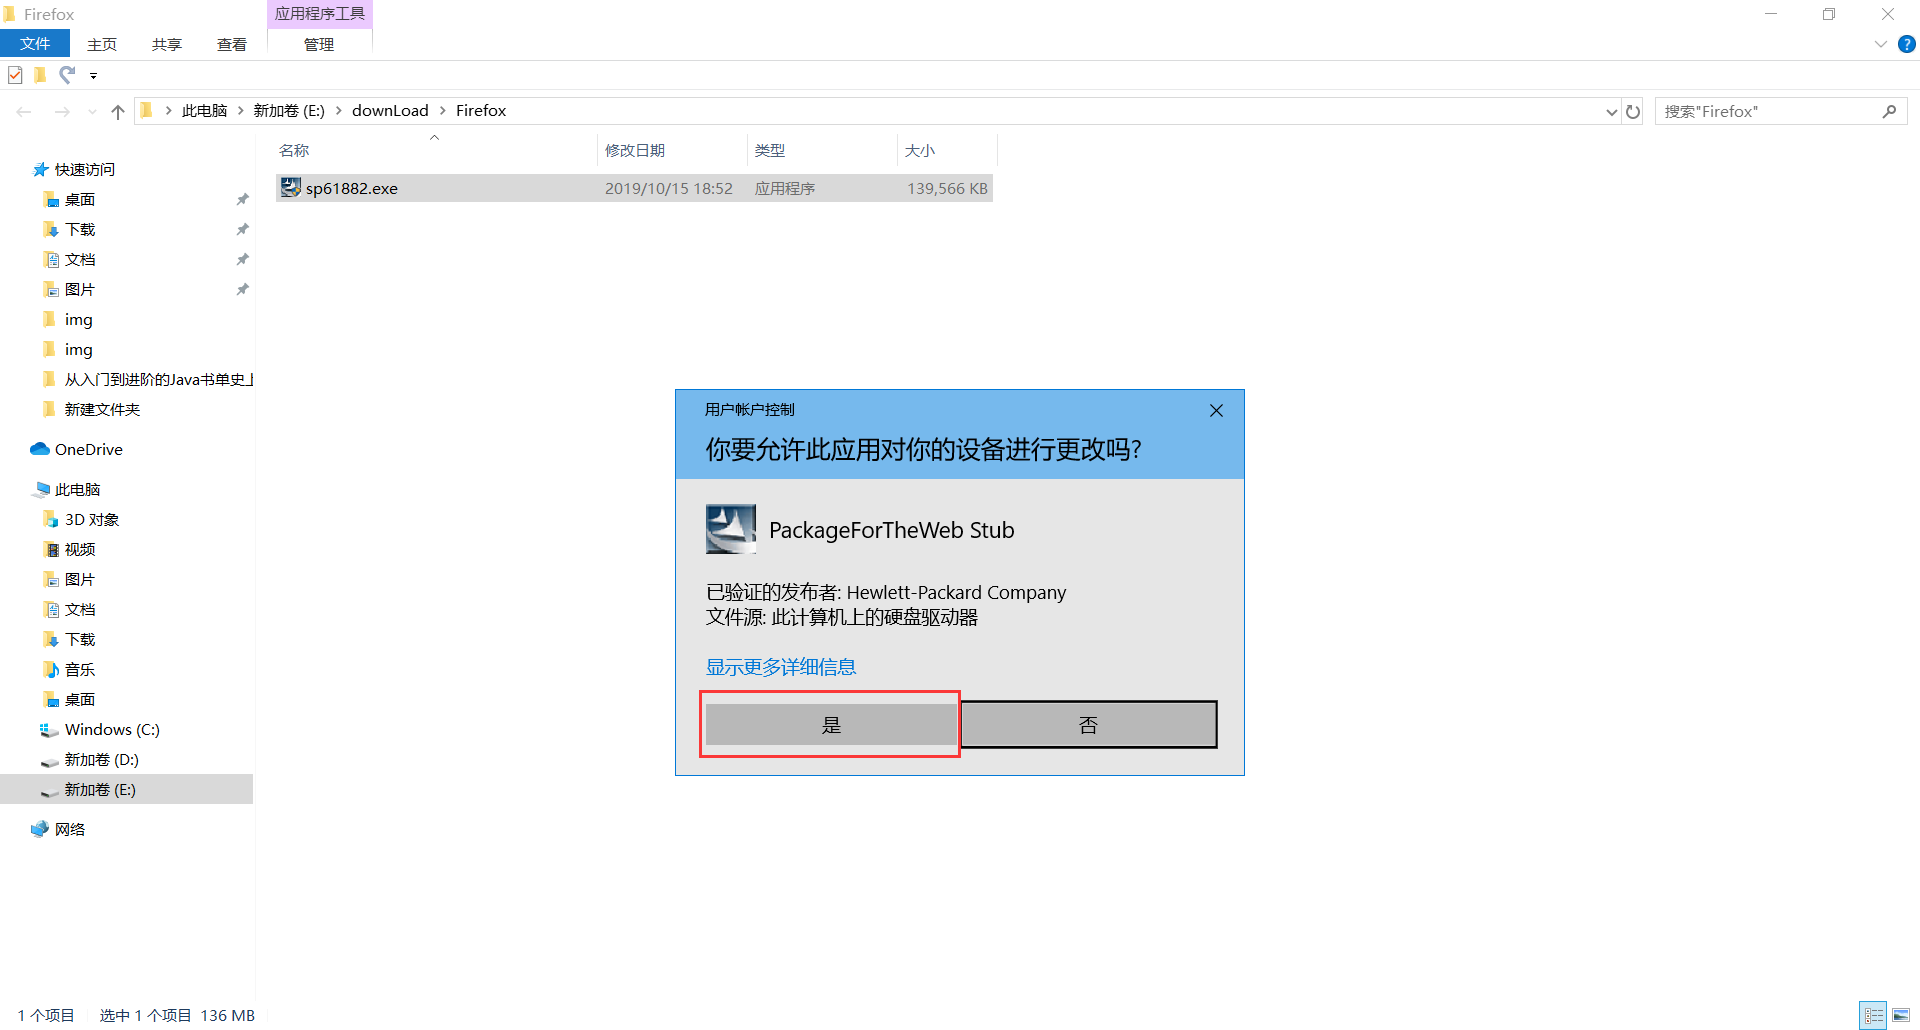 Firefox
应用程序工具
文件
主页
共享
查看
管理
此电脑
新加卷 (E:)
downLoad
Firefox
搜索"Firefox"
名称
修改日期
类型
大小
sp61882.exe
2019/10/15 18:52
应用程序
139,566 KB
快速访问
桌面
下载
文档
图片
img
img
从入门到进阶的Java书单史上
新建文件夹
OneDrive
此电脑
3D 对象
视频
图片
文档
下载
音乐
桌面
Windows (C:)
新加卷 (D:)
新加卷 (E:)
网络
用户帐户控制
你要允许此应用对你的设备进行更改吗?
PackageForTheWeb Stub
已验证的发布者: Hewlett-Packard Company
文件源: 此计算机上的硬盘驱动器
显示更多详细信息
是
否
1 个项目
选中 1 个项目 136 MB